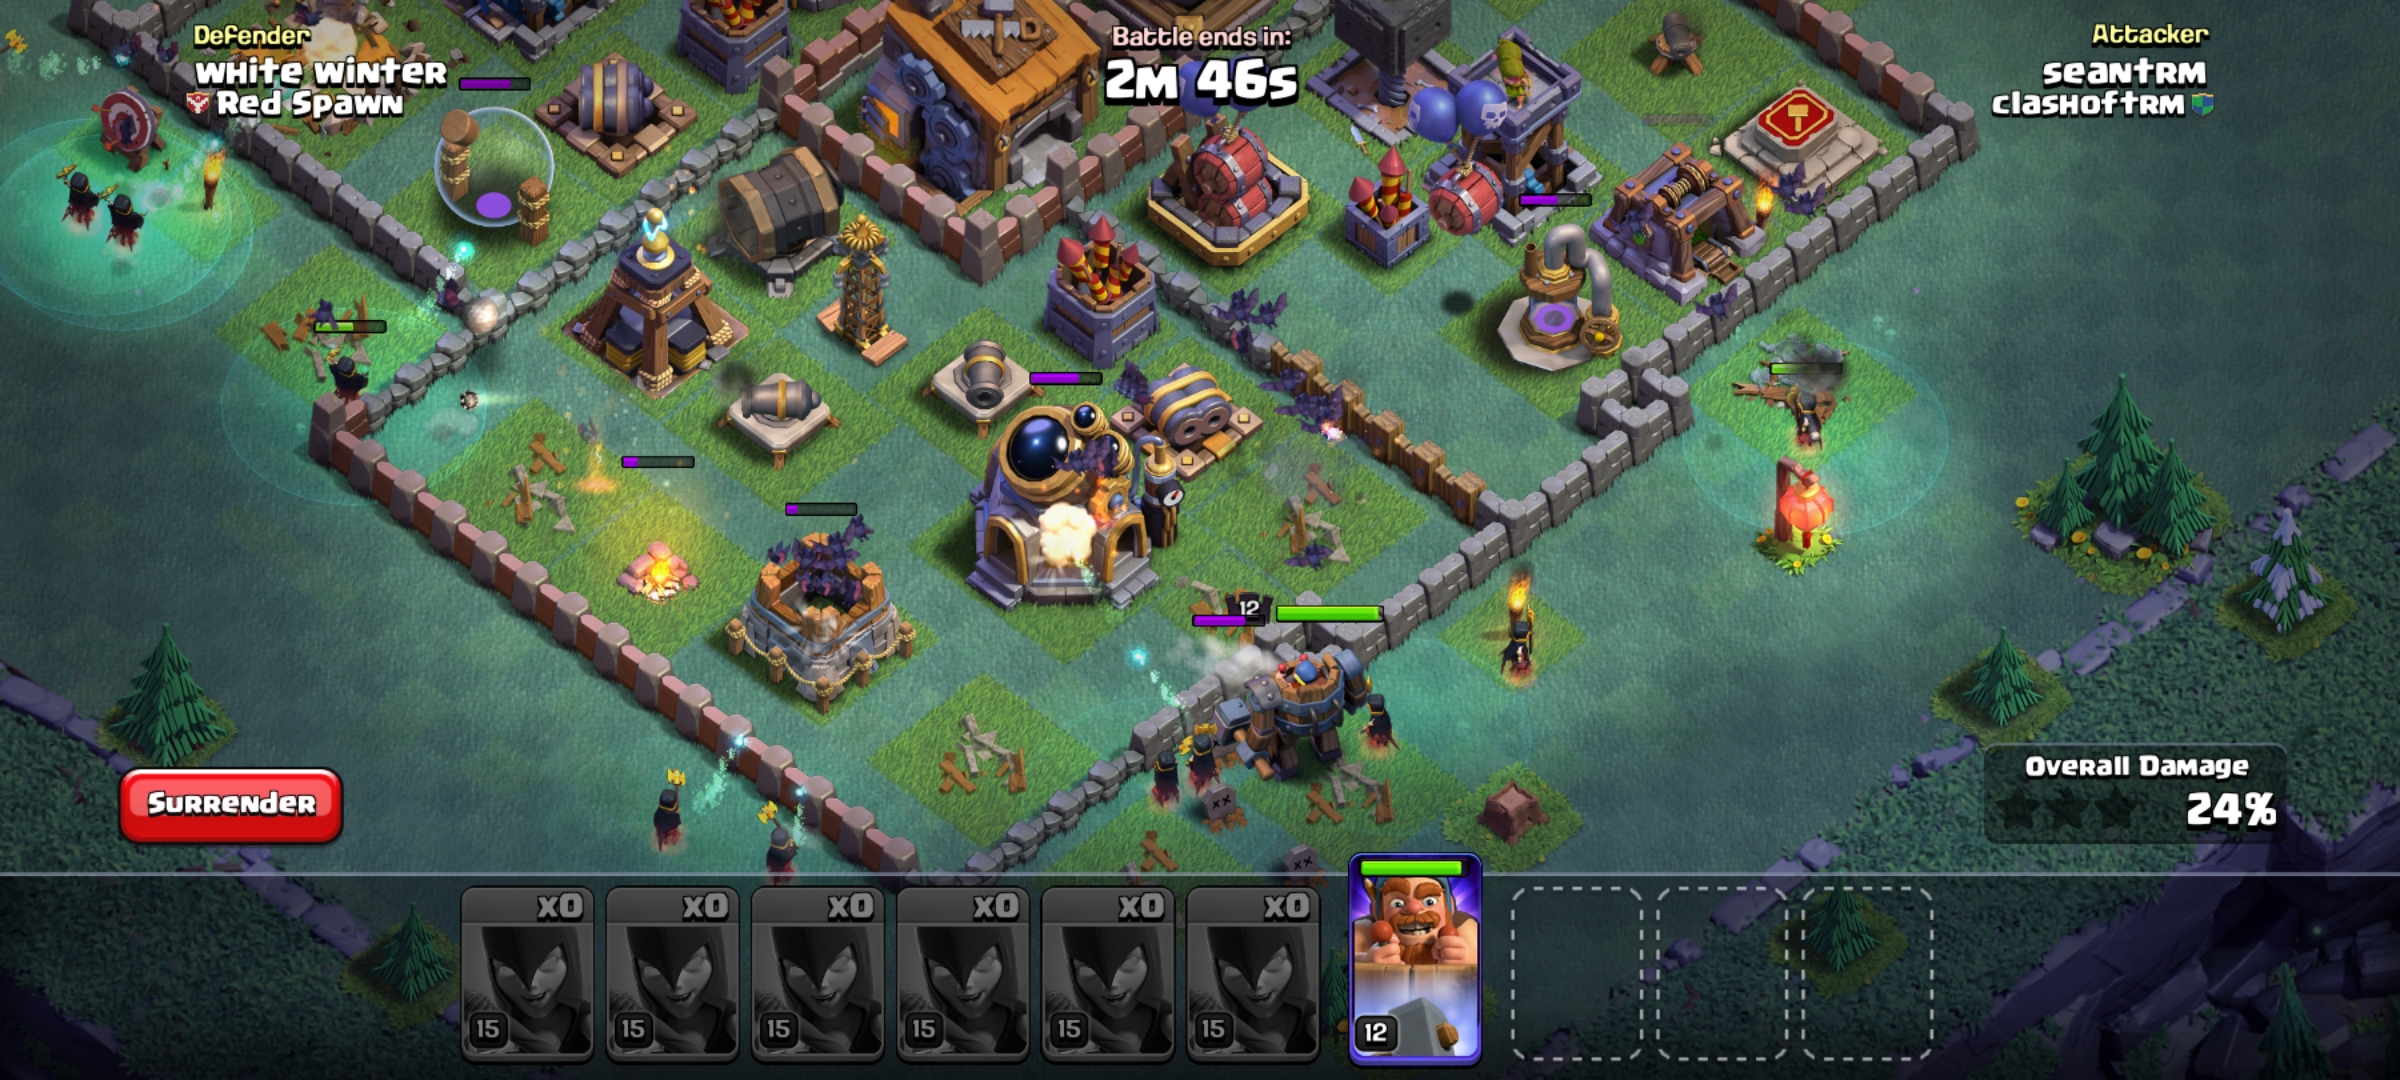 Defender
white winter
Red Spawn
Battle ends in:
2m 46s
Attacker
seantrm
clashoftrm
12
Surrender
Overall Damage
24%
x0
x0
x0
x0
x0
x0
15
15
15
15
15
15
12